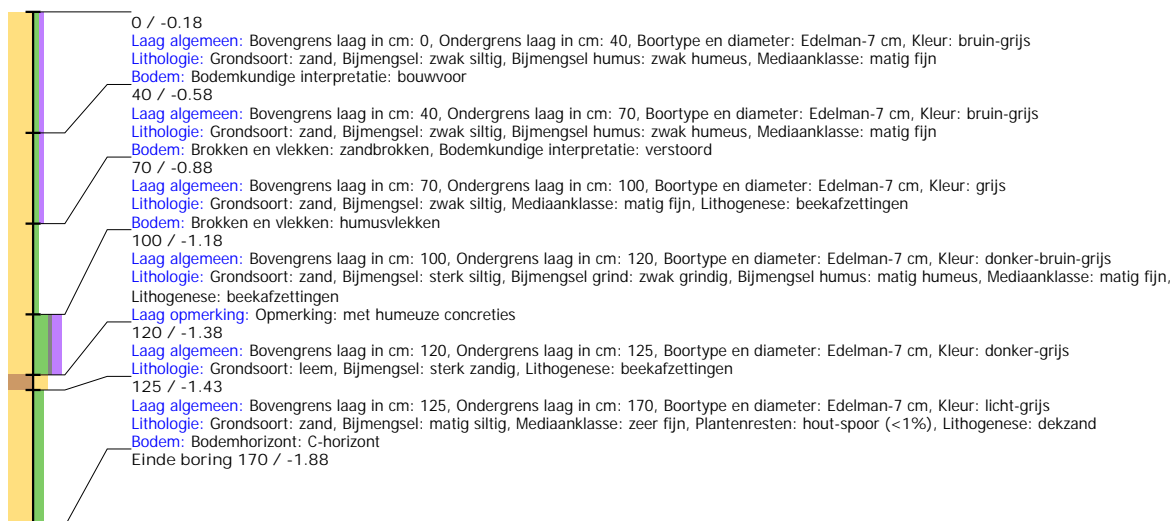 0 / -0.18
Laag algemeen: Bovengrens laag in cm: 0, Ondergrens laag in cm: 40, Boortype en diameter: Edelman-7 cm, Kleur: bruin-grijs
Lithologie: Grondsoort: zand, Bijmengsel: zwak siltig, Bijmengsel humus: zwak humeus, Mediaanklasse: matig fijn
Bodem: Bodemkundige interpretatie: bouwvoor
40 / -0.58
Laag algemeen: Bovengrens laag in cm: 40, Ondergrens laag in cm: 70, Boortype en diameter: Edelman-7 cm, Kleur: bruin-grijs
Lithologie: Grondsoort: zand, Bijmengsel: zwak siltig, Bijmengsel humus: zwak humeus, Mediaanklasse: matig fijn
Bodem: Brokken en vlekken: zandbrokken, Bodemkundige interpretatie: verstoord
70 / -0.88
Laag algemeen: Bovengrens laag in cm: 70, Ondergrens laag in cm: 100, Boortype en diameter: Edelman-7 cm, Kleur: grijs
Lithologie: Grondsoort: zand, Bijmengsel: zwak siltig, Mediaanklasse: matig fijn, Lithogenese: beekafzettingen
Bodem: Brokken en vlekken: humusvlekken
100 / -1.18
Laag algemeen: Bovengrens laag in cm: 100, Ondergrens laag in cm: 120, Boortype en diameter: Edelman-7 cm, Kleur: donker-bruin-grijs
Lithologie: Grondsoort: zand, Bijmengsel: sterk siltig, Bijmengsel grind: zwak grindig, Bijmengsel humus: matig humeus, Mediaanklasse: matig fijn,
Lithogenese: beekafzettingen
Laag opmerking: Opmerking: met humeuze concreties
120 / -1.38
Laag algemeen: Bovengrens laag in cm: 120, Ondergrens laag in cm: 125, Boortype en diameter: Edelman-7 cm, Kleur: donker-grijs
Lithologie: Grondsoort: leem, Bijmengsel: sterk zandig, Lithogenese: beekafzettingen
125 / -1.43
Laag algemeen: Bovengrens laag in cm: 125, Ondergrens laag in cm: 170, Boortype en diameter: Edelman-7 cm, Kleur: licht-grijs
Lithologie: Grondsoort: zand, Bijmengsel: matig siltig, Mediaanklasse: zeer fijn, Plantenresten: hout-spoor (<1%), Lithogenese: dekzand
Bodem: Bodemhorizont: C-horizont
Einde boring 170 / -1.88